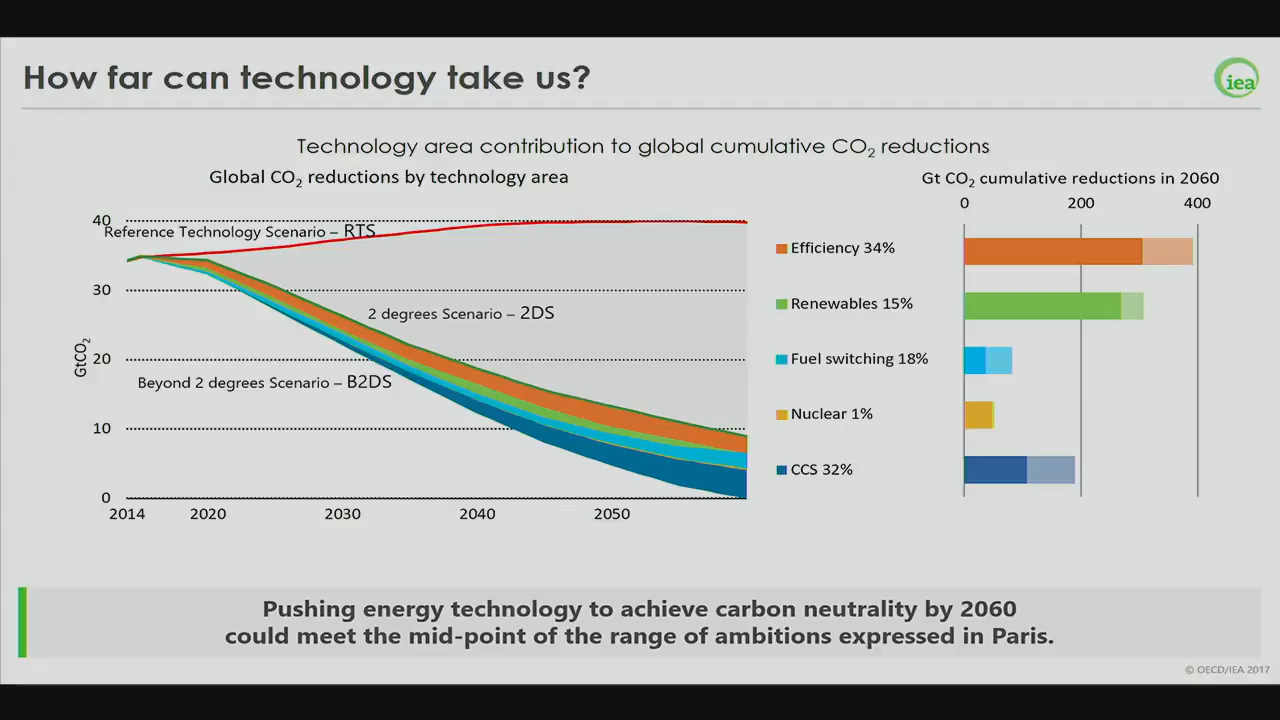 How far can technology take us?
iea
Technology area contribution to global cumulative CO₂ reductions
Global CO₂ reductions by technology area
GtCO₂
40
30
20
10
0
Reference Technology Scenario – RTS
2 degrees Scenario – 2DS
Beyond 2 degrees Scenario – B2DS
2014 2020 2030 2040 2050
Efficiency 34%
Renewables 15%
Fuel switching 18%
Nuclear 1%
CCS 32%
Gt CO₂ cumulative reductions in 2060
0 200 400
Pushing energy technology to achieve carbon neutrality by 2060
could meet the mid-point of the range of ambitions expressed in Paris.
© OECD/IEA 2017